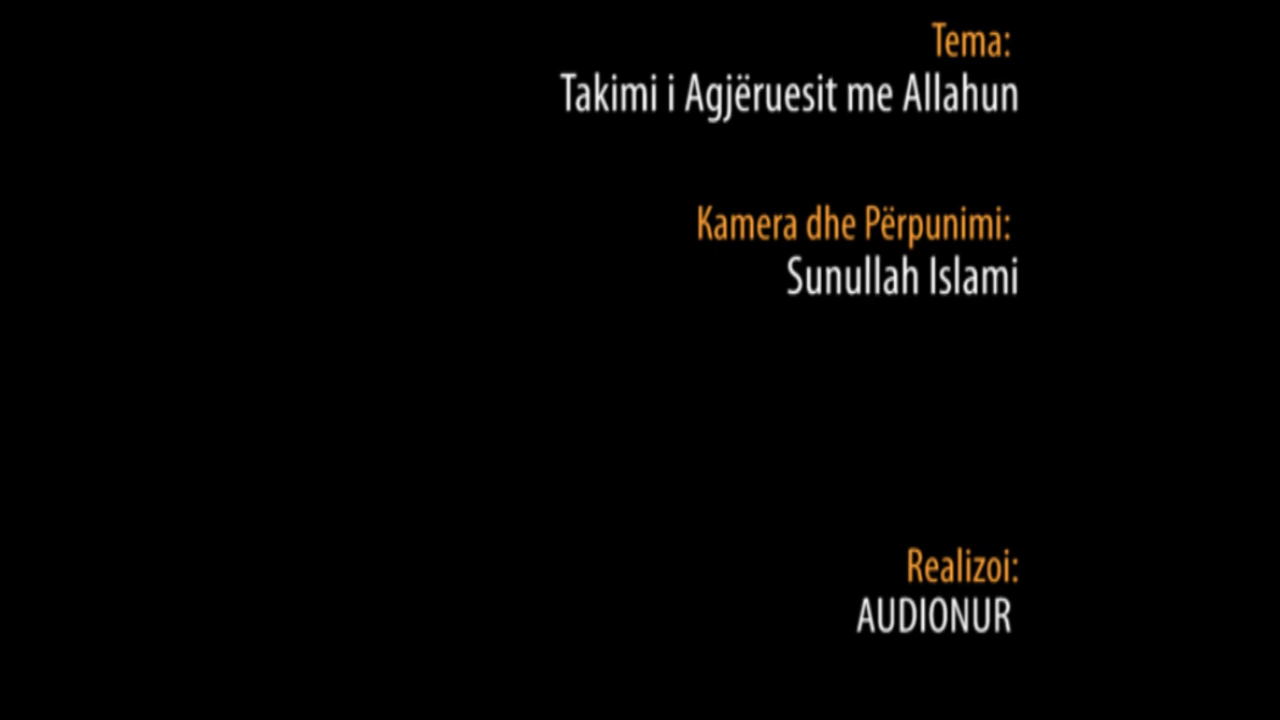 Tema:
Takimi i Agjëruesit me Allahun
Kamera dhe Përpunimi:
Sunullah Islami
Realizoi:
AUDIONUR